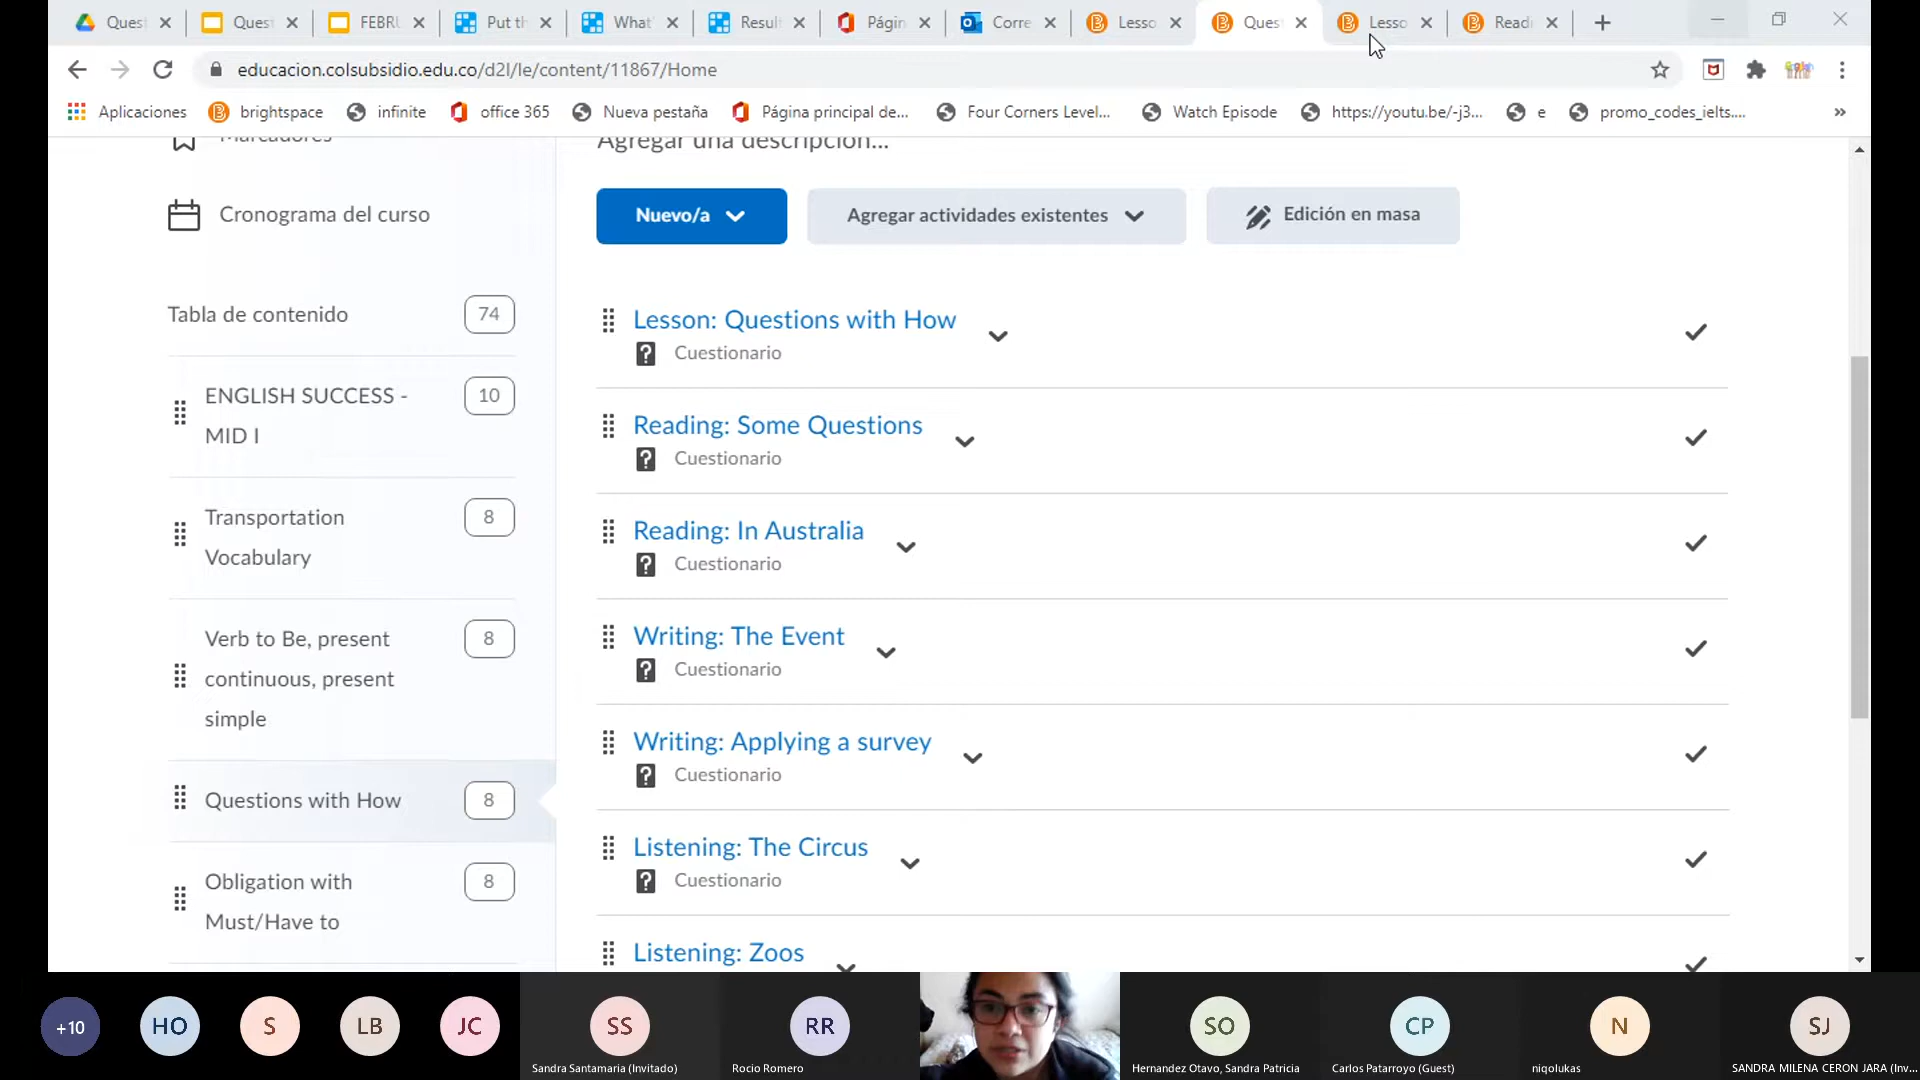 Quest
Quest
FEBRU
Put th
What'
Result
Págin
Corre
Lesso
Quest
Lesso
Readi
educacion.colsubsidio.edu.co/d2l/le/content/11867/Home
Aplicaciones
brightspace
infinite
office 365
Nueva pestaña
Página principal de...
Four Corners Level...
Watch Episode
https://youtu.be/-j3...
e
promo_codes_ielts....
»
Marcadores
Cronograma del curso
Tabla de contenido
74
ENGLISH SUCCESS -
MID I
10
Transportation
Vocabulary
8
Verb to Be, present
continuous, present
simple
8
Questions with How
8
Obligation with
Must/Have to
8
Agregar una descripción...
Nuevo/a
Agregar actividades existentes
Edición en masa
Lesson: Questions with How
Cuestionario
Reading: Some Questions
Cuestionario
Reading: In Australia
Cuestionario
Writing: The Event
Cuestionario
Writing: Applying a survey
Cuestionario
Listening: The Circus
Cuestionario
Listening: Zoos
+10
HO
S
LB
JC
SS
Sandra Santamaria (Invitado)
RR
Rocio Romero
SO
Hernandez Otavo, Sandra Patricia
CP
Carlos Patarroyo (Guest)
N
niqolukas
SJ
SANDRA MILENA CERON JARA (Inv...